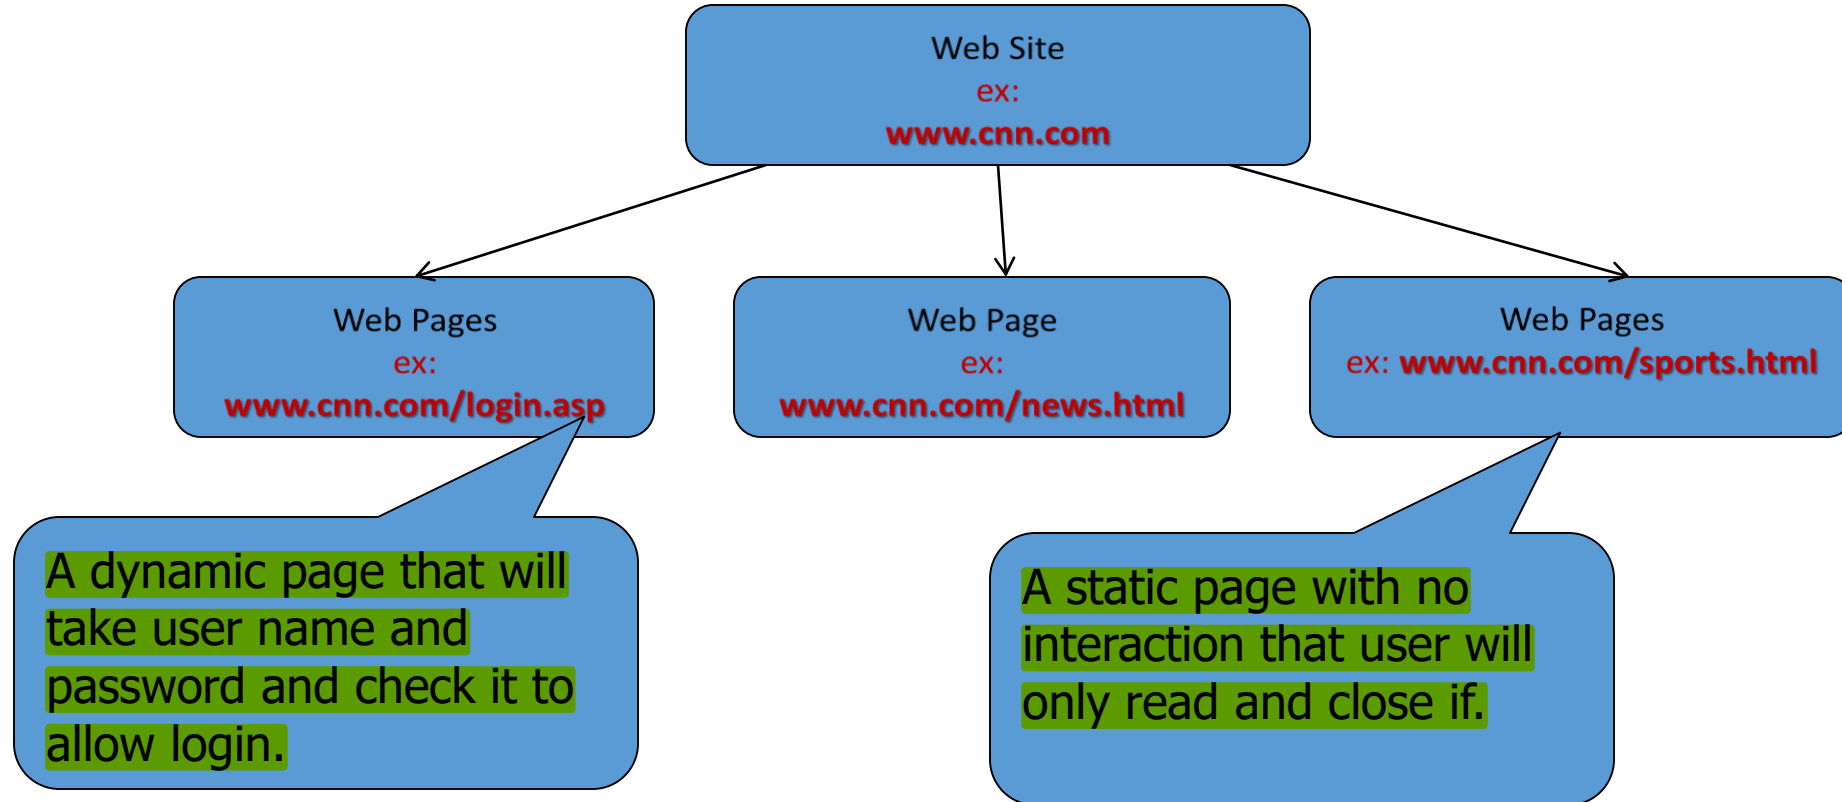 Web Site
ex:
www.cnn.com
Web Pages
ex:
www.cnn.com/login.asp
Web Page
ex:
www.cnn.com/news.html
Web Pages
ex: www.cnn.com/sports.html
A dynamic page that will
take user name and
password and check it to
allow login.
A static page with no
interaction that user will
only read and close if.